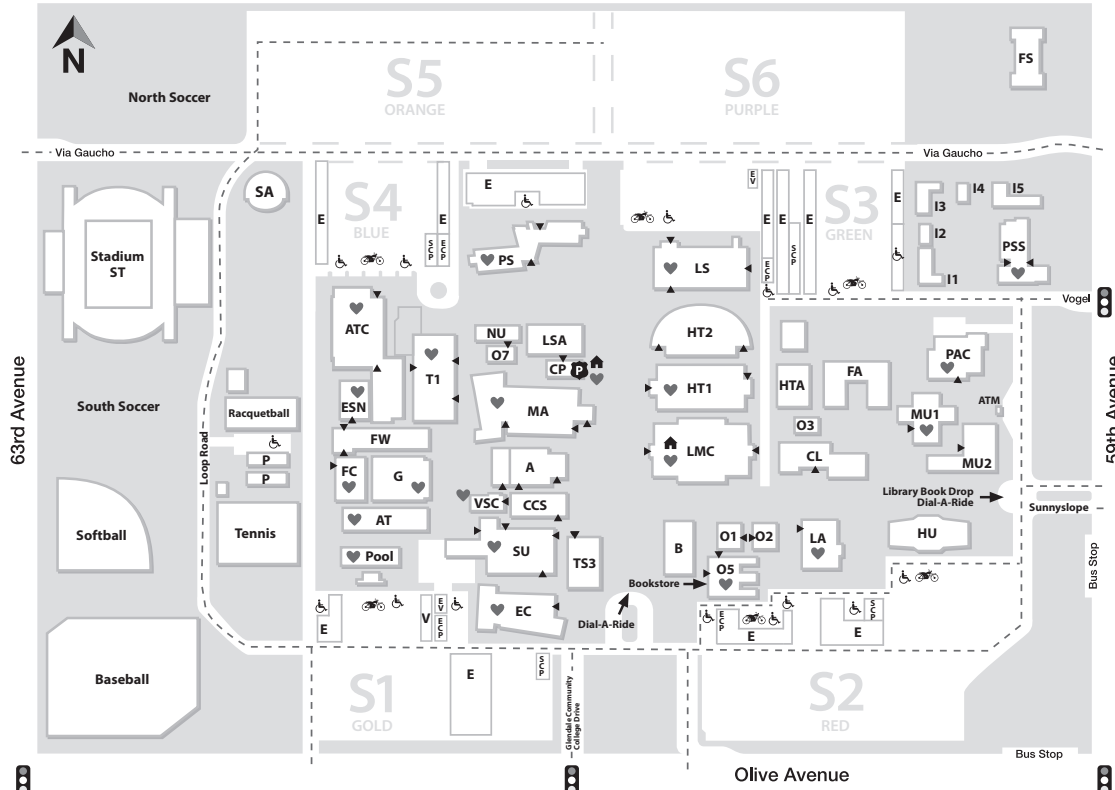 N
North Soccer
S5
ORANGE
S6
PURPLE
FS
Via Gaucho
Via Gaucho
SA
E
S4
BLUE
E
SCP
ECP
E
EV
E
ECP
E
SCP
E
S3
GREEN
E
I3
I4
I5
I2
I1
PSS
Stadium
ST
PS
LS
Vogel
ATC
NU
O7
LSA
CP
P
HT2
T1
HT1
HTA
FA
PAC
ATM
63rd Avenue
South Soccer
Loop Road
Racquetball
P
P
ESN
MA
MU1
MU2
O3
59th Avenue
FW
FC
G
A
LMC
CL
Library Book Drop
Dial-A-Ride
Sunnyslope
VSC
CCS
AT
Softball
Tennis
SU
TS3
B
O1
O2
LA
HU
Pool
O5
Bookstore
Bus Stop
E
V
EV
ECP
EC
Dial-A-Ride
ECP
E
SCP
E
Baseball
S1
GOLD
E
SCP
Glendale Community
College Drive
S2
RED
Bus Stop
Olive Avenue